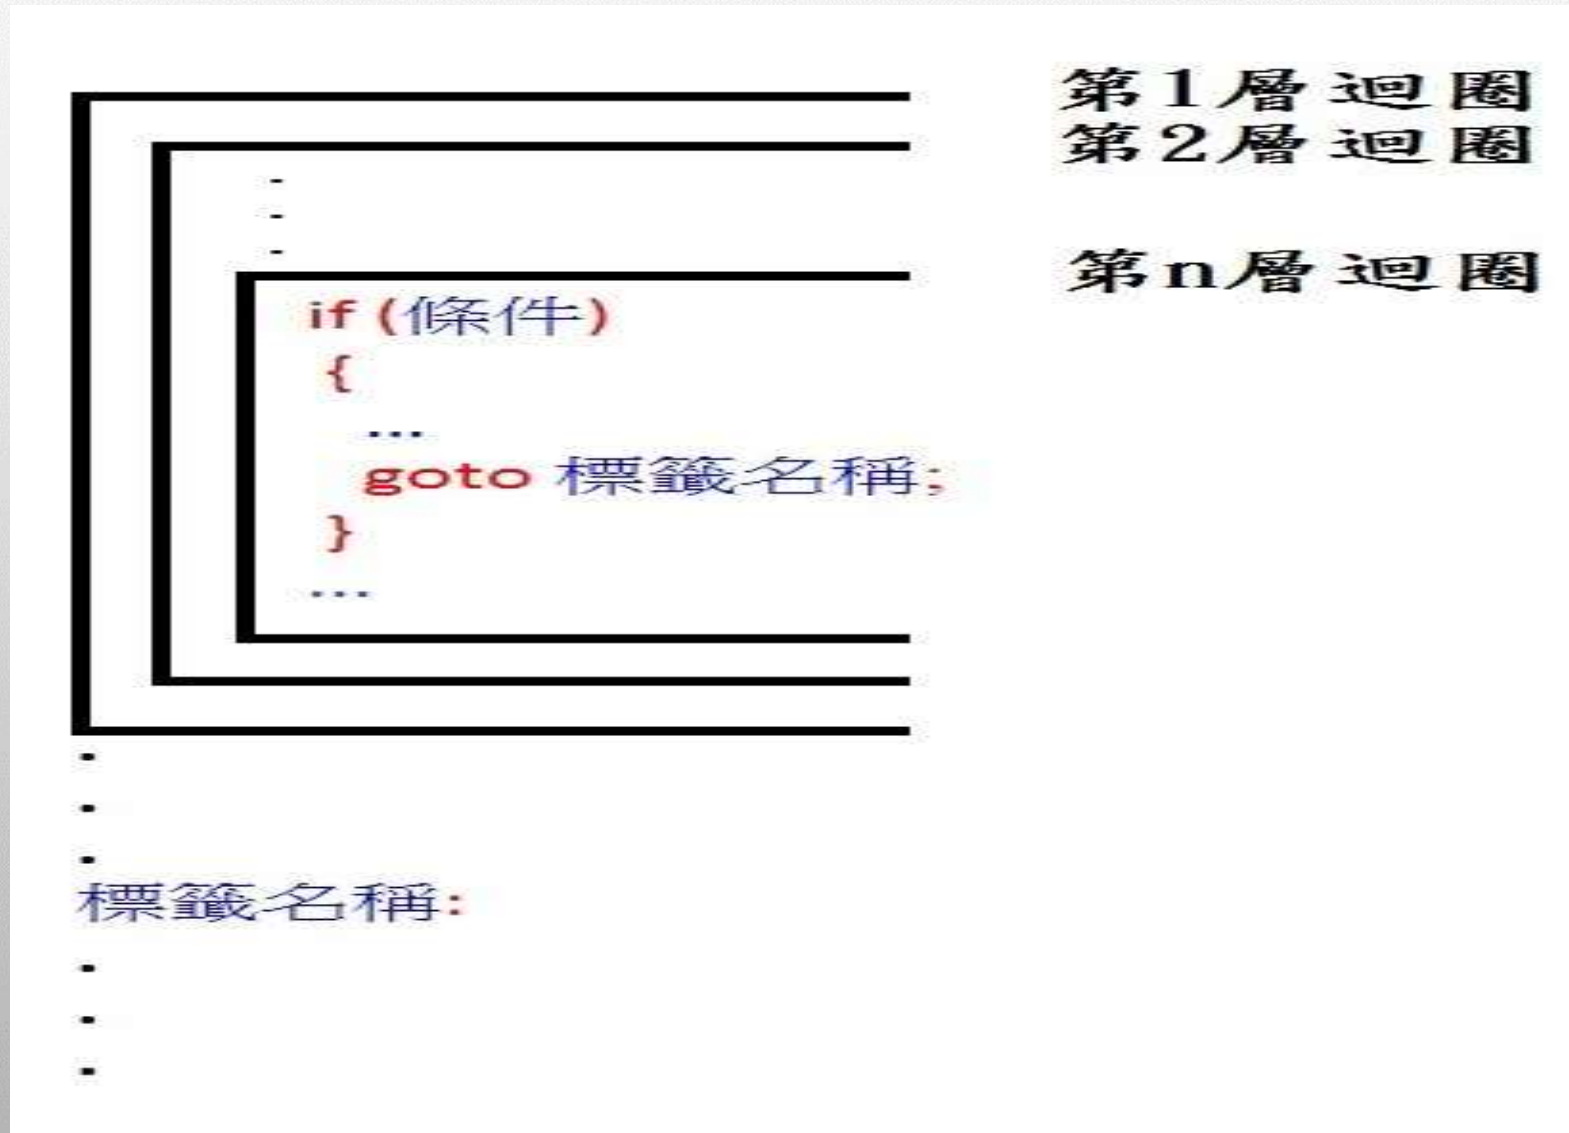 第1層迴圈
第2層迴圈
第n層迴圈
if (條件)
{
...
goto 標籤名稱;
}
...
標籤名稱: